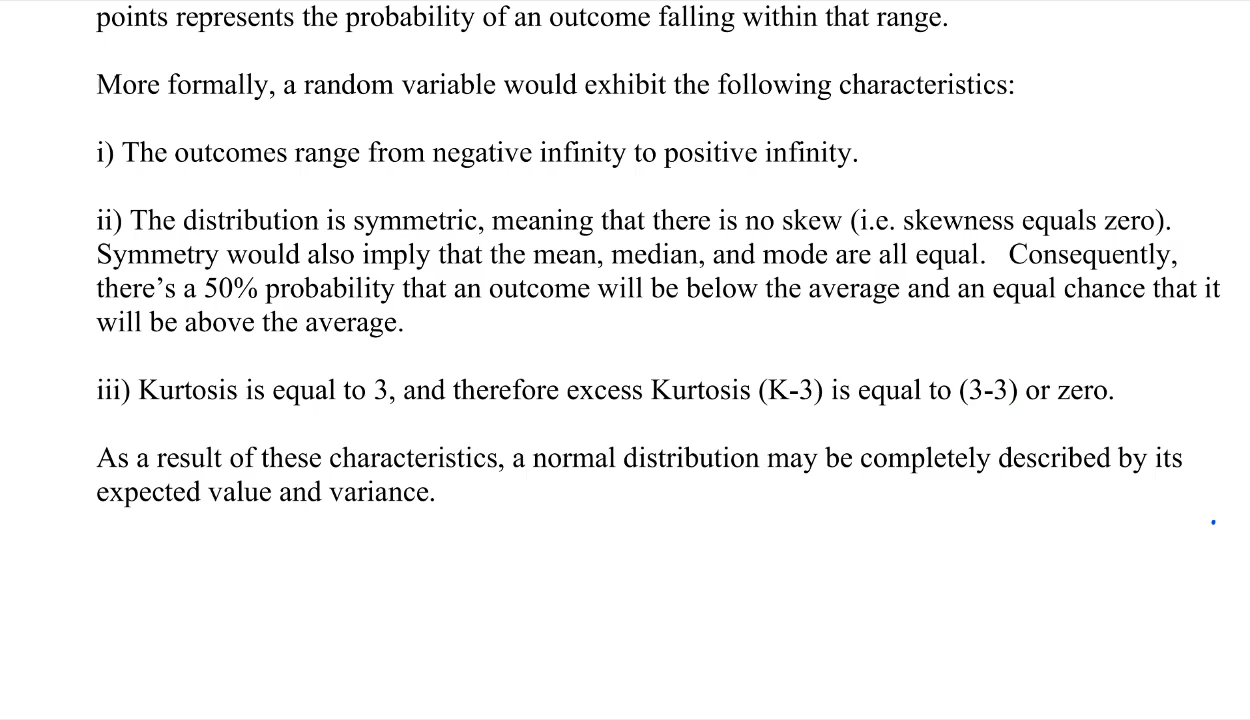 points represents the probability of an outcome falling within that range.
More formally, a random variable would exhibit the following characteristics:
i) The outcomes range from negative infinity to positive infinity.
ii) The distribution is symmetric, meaning that there is no skew (i.e. skewness equals zero).
Symmetry would also imply that the mean, median, and mode are all equal.   Consequently,
there’s a 50% probability that an outcome will be below the average and an equal chance that it
will be above the average.
iii) Kurtosis is equal to 3, and therefore excess Kurtosis (K-3) is equal to (3-3) or zero.
As a result of these characteristics, a normal distribution may be completely described by its
expected value and variance.